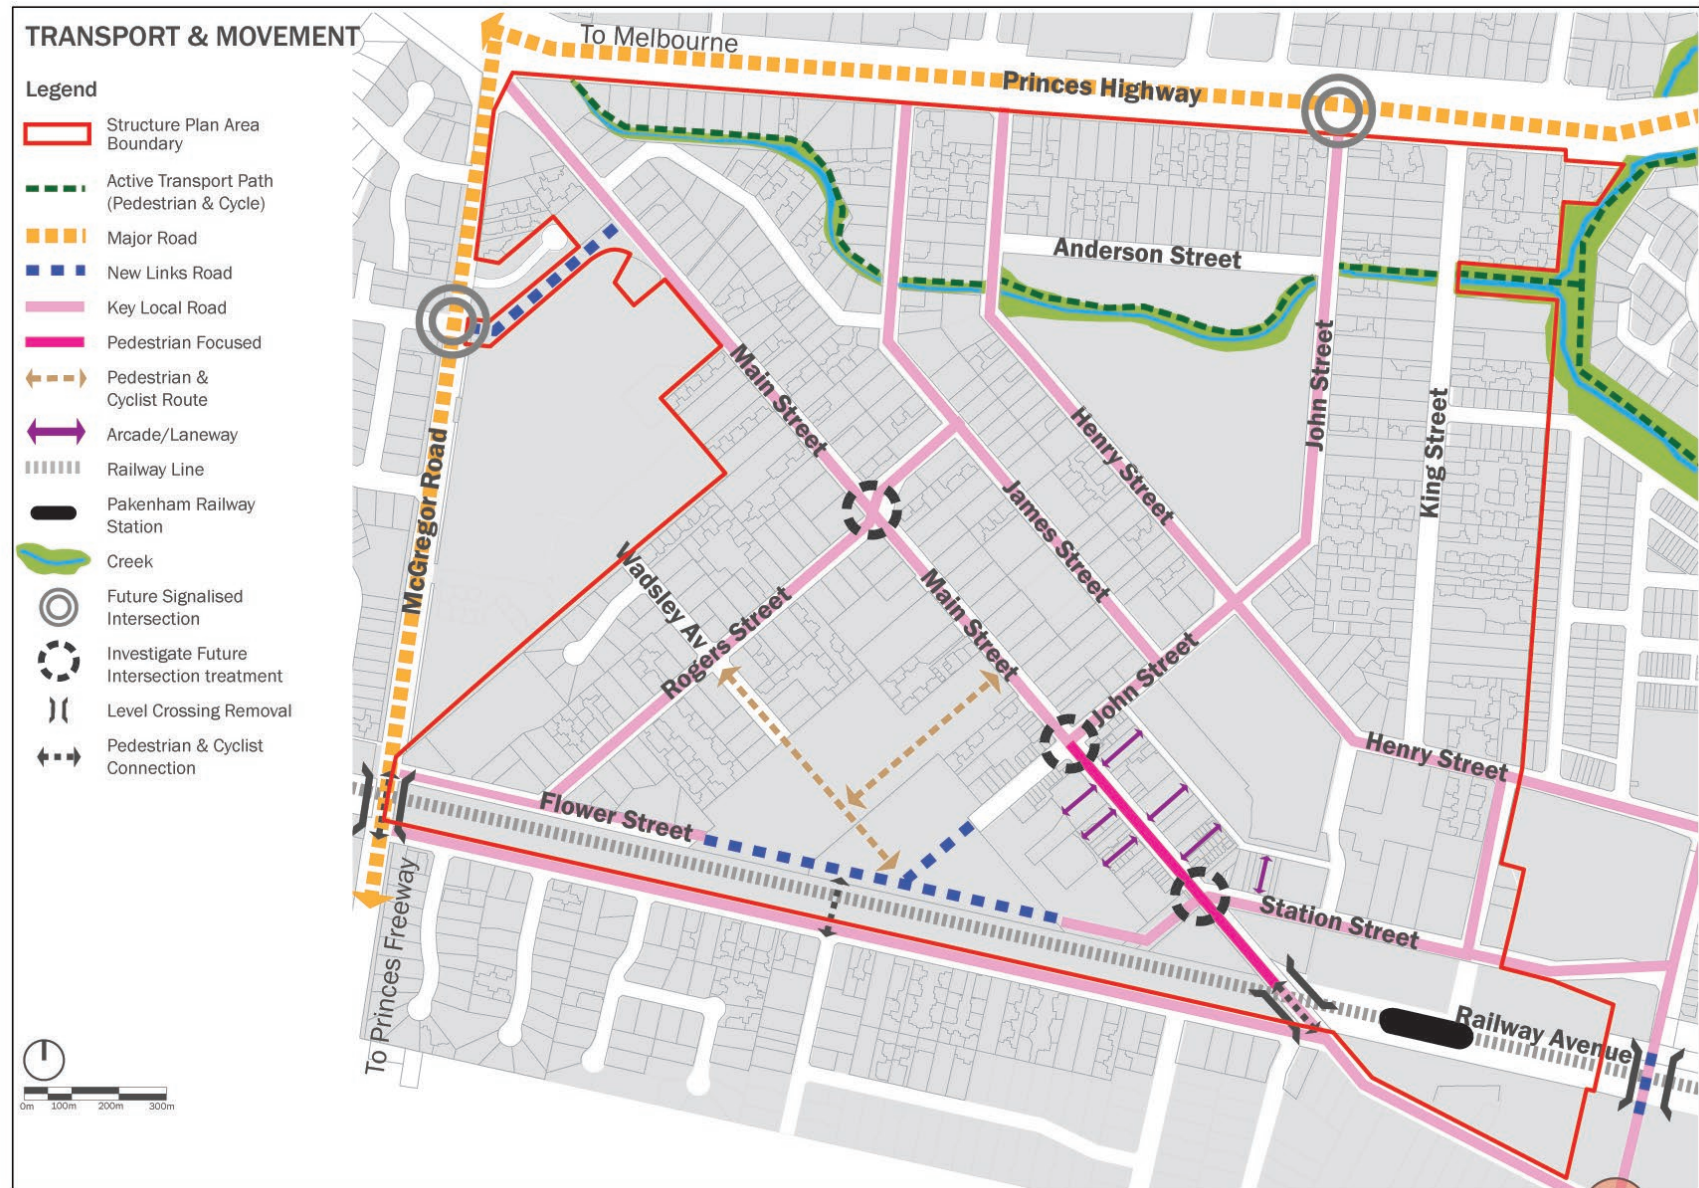 TRANSPORT & MOVEMENT
Legend
Structure Plan Area
Boundary
Active Transport Path
(Pedestrian & Cycle)
Major Road
New Links Road
Key Local Road
Pedestrian Focused
Pedestrian &
Cyclist Route
Arcade/Laneway
Railway Line
Pakenham Railway
Station
Creek
Future Signalised
Intersection
Investigate Future
Intersection treatment
Level Crossing Removal
Pedestrian & Cyclist
Connection
0m 100m 200m 300m
To Melbourne
Princes Highway
Anderson Street
Main Street
John Street
Henry Street
King Street
McGregor Road
James Street
Wadsley Av
Rogers Street
Main Street
John Street
Henry Street
Flower Street
Station Street
To Princes Freeway
Railway Avenue